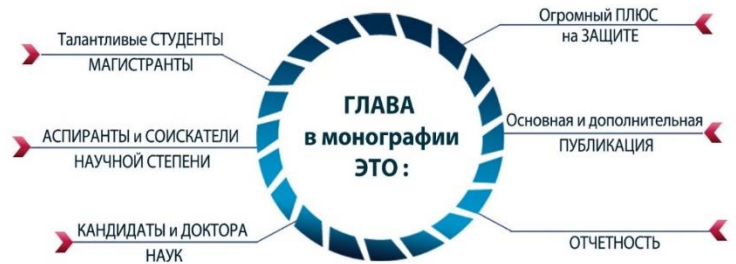 Талантливые СТУДЕНТЫ
МАГИСТРАНТЫ
АСПИРАНТЫ и СОИСКАТЕЛИ
НАУЧНОЙ СТЕПЕНИ
КАНДИДАТЫ и ДОКТОРА
НАУК
ГЛАВА
в монографии
ЭТО :
Огромный ПЛЮС
на ЗАЩИТЕ
Основная и дополнительная
ПУБЛИКАЦИЯ
ОТЧЕТНОСТЬ